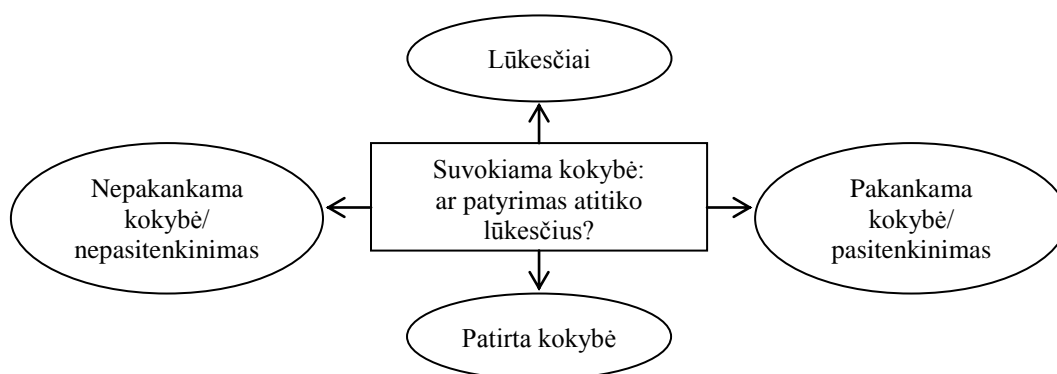 Lūkesčiai
Nepakankama
kokybė/
nepasitenkinimas
Suvokiama kokybė:
ar patyrimas atitiko
lūkesčius?
Pakankama
kokybė/
pasitenkinimas
Patirta kokybė